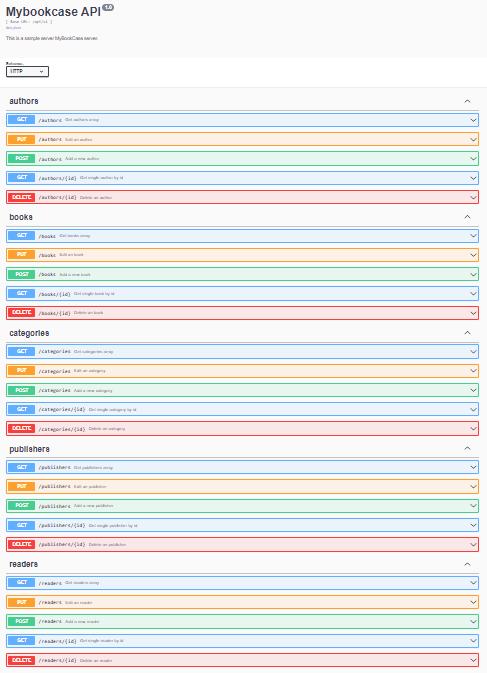 Mybookcase API 1.0
[ Base URL: /api/v1 ]
This is a sample server MyBookCase server.
Schemes
HTTP
authors
GET /authors Get authors array
PUT /authors Edit an author
POST /authors Add a new author
GET /authors/{id} Get single author by id
DELETE /authors/{id} Delete an author
books
GET /books Get books array
PUT /books Edit an book
POST /books Add a new book
GET /books/{id} Get single book by id
DELETE /books/{id} Delete an book
categories
GET /categories Get categories array
PUT /categories Edit an category
POST /categories Add a new category
GET /categories/{id} Get single category by id
DELETE /categories/{id} Delete an category
publishers
GET /publishers Get publishers array
PUT /publishers Edit an publisher
POST /publishers Add a new publisher
GET /publishers/{id} Get single publisher by id
DELETE /publishers/{id} Delete an publisher
readers
GET /readers Get readers array
PUT /readers Edit an reader
POST /readers Add a new reader
GET /readers/{id} Get single reader by id
DELETE /readers/{id} Delete an reader